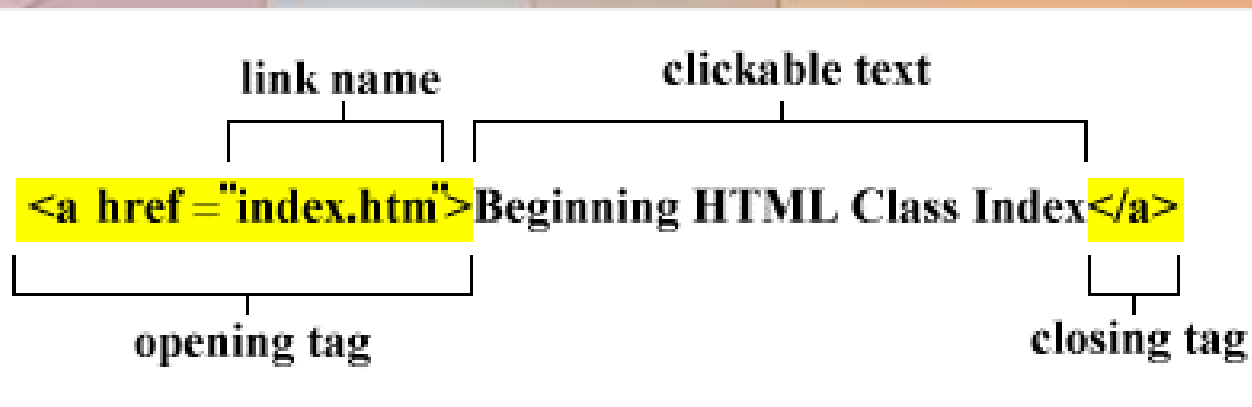 link name
clickable text
<a href ="index.htm">Beginning HTML Class Index</a>
opening tag
closing tag